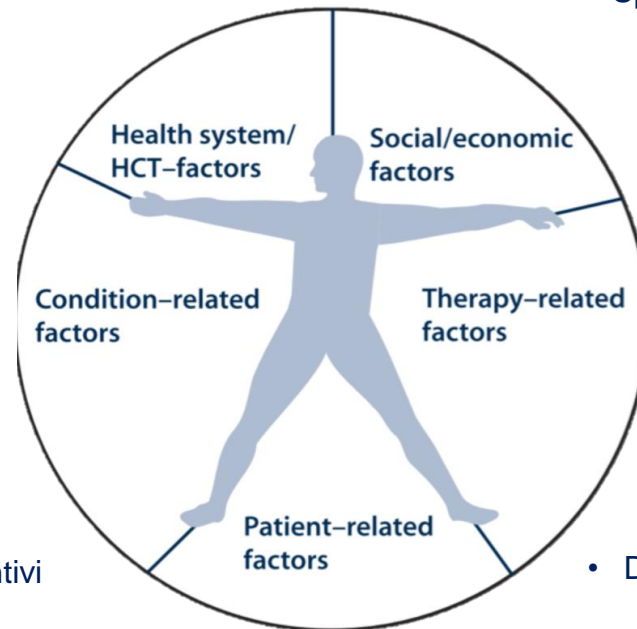 Health system/
HCT–factors
Social/economic
factors
Condition–related
factors
Therapy–related
factors
Patient–related
factors
• D